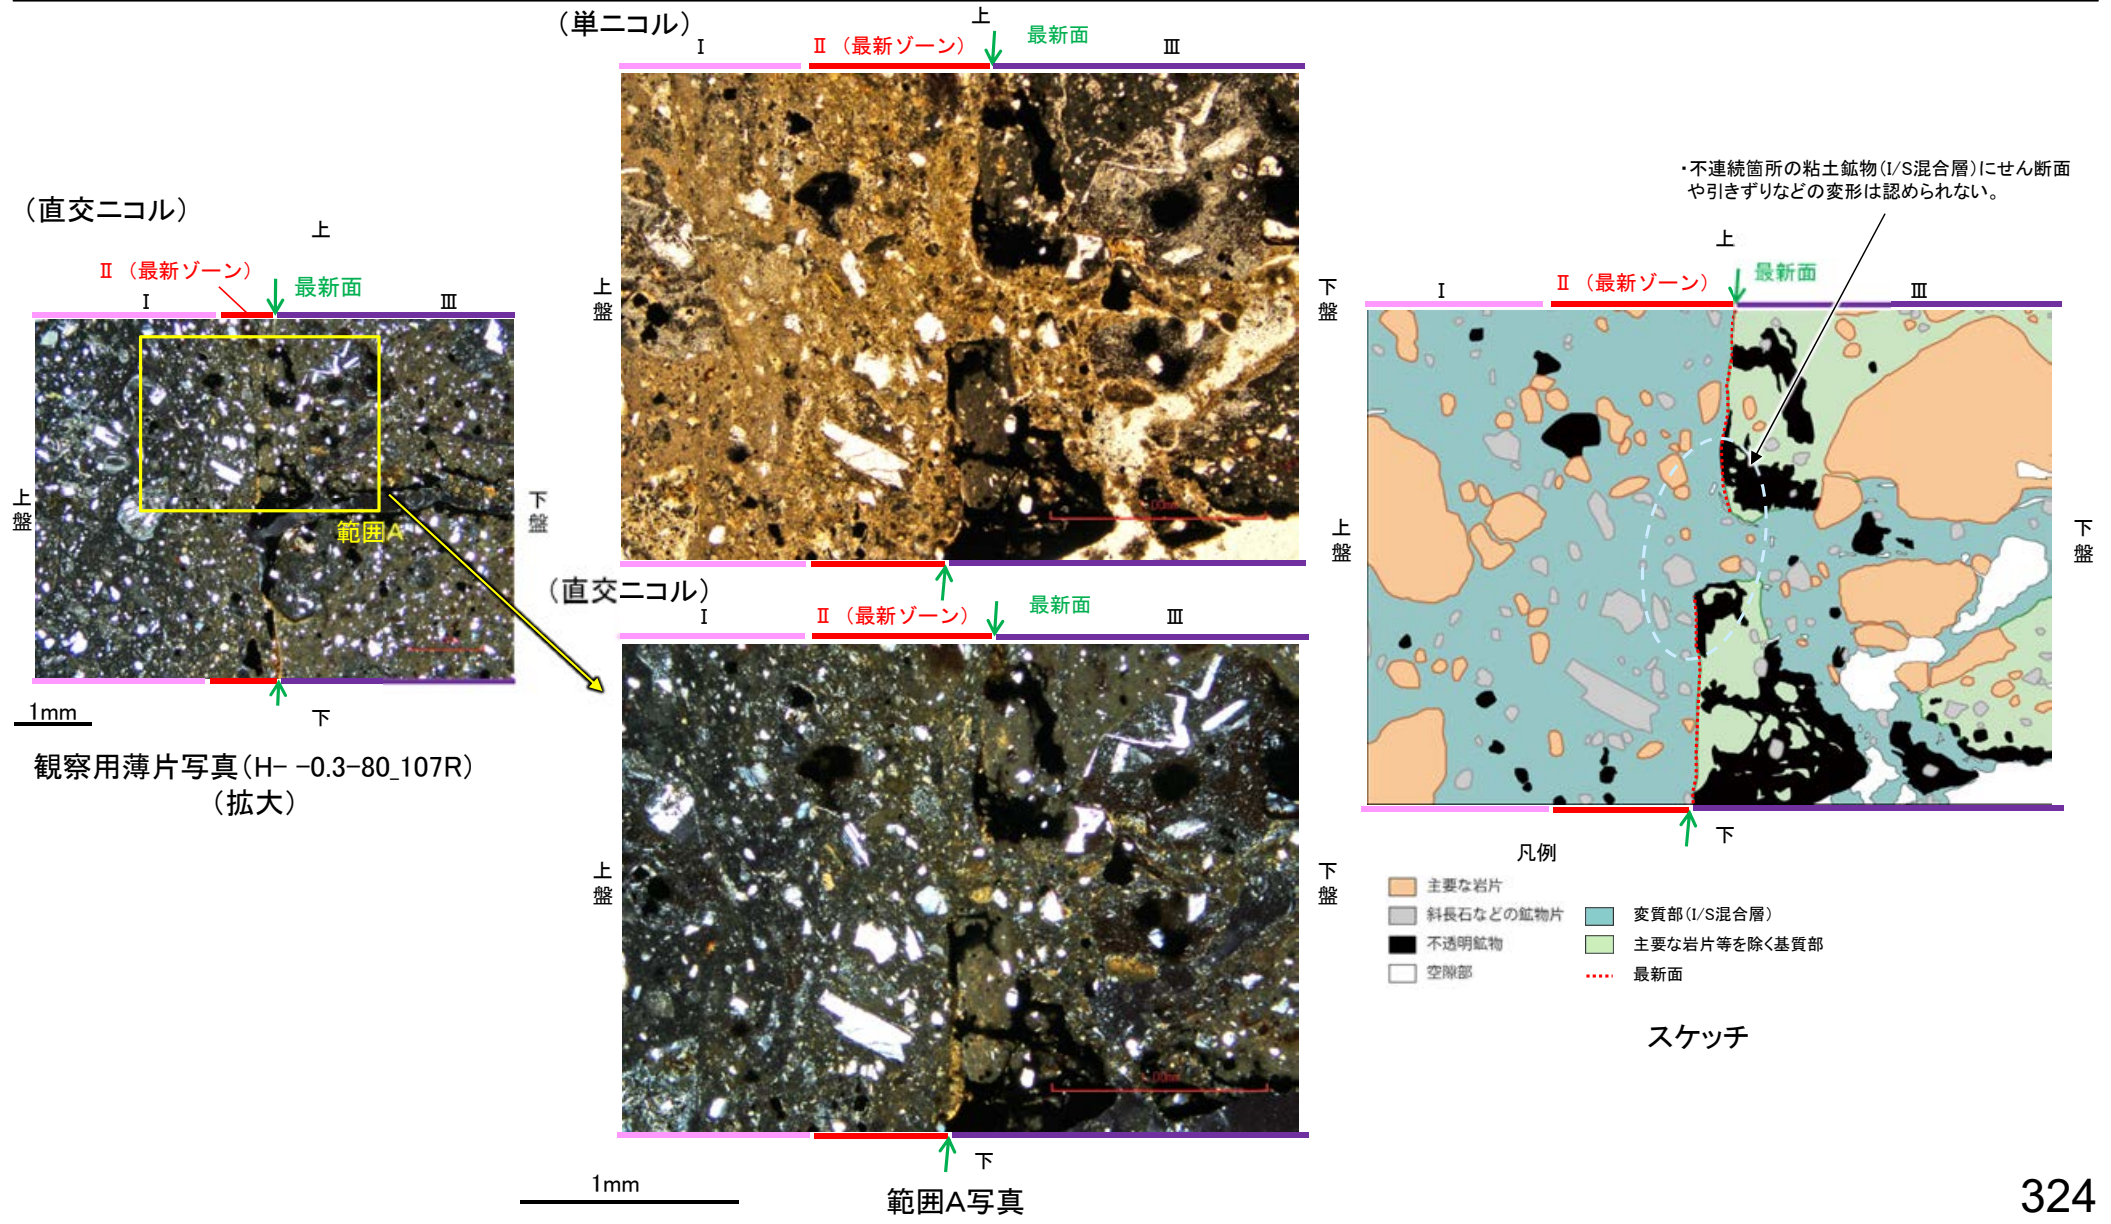 （直交ニコル）
上
Ⅱ （最新ゾーン）
最新面
Ⅰ
Ⅲ
上盤
下盤
範囲A
1mm
下
観察用薄片写真（H- -0.3-80_107R）
（拡大）
（単ニコル）
上
Ⅰ
Ⅱ （最新ゾーン）
最新面
Ⅲ
上盤
下盤
（直交ニコル）
Ⅰ
Ⅱ （最新ゾーン）
最新面
Ⅲ
上盤
下盤
下
1mm
範囲A写真
・不連続箇所の粘土鉱物（I/S混合層）にせん断面
や引きずりなどの変形は認められない。
上
Ⅰ
Ⅱ （最新ゾーン）
最新面
Ⅲ
上盤
下盤
下
凡例
主要な岩片
斜長石などの鉱物片
不透明鉱物
空隙部
変質部（I/S混合層）
主要な岩片等を除く基質部
最新面
スケッチ
324